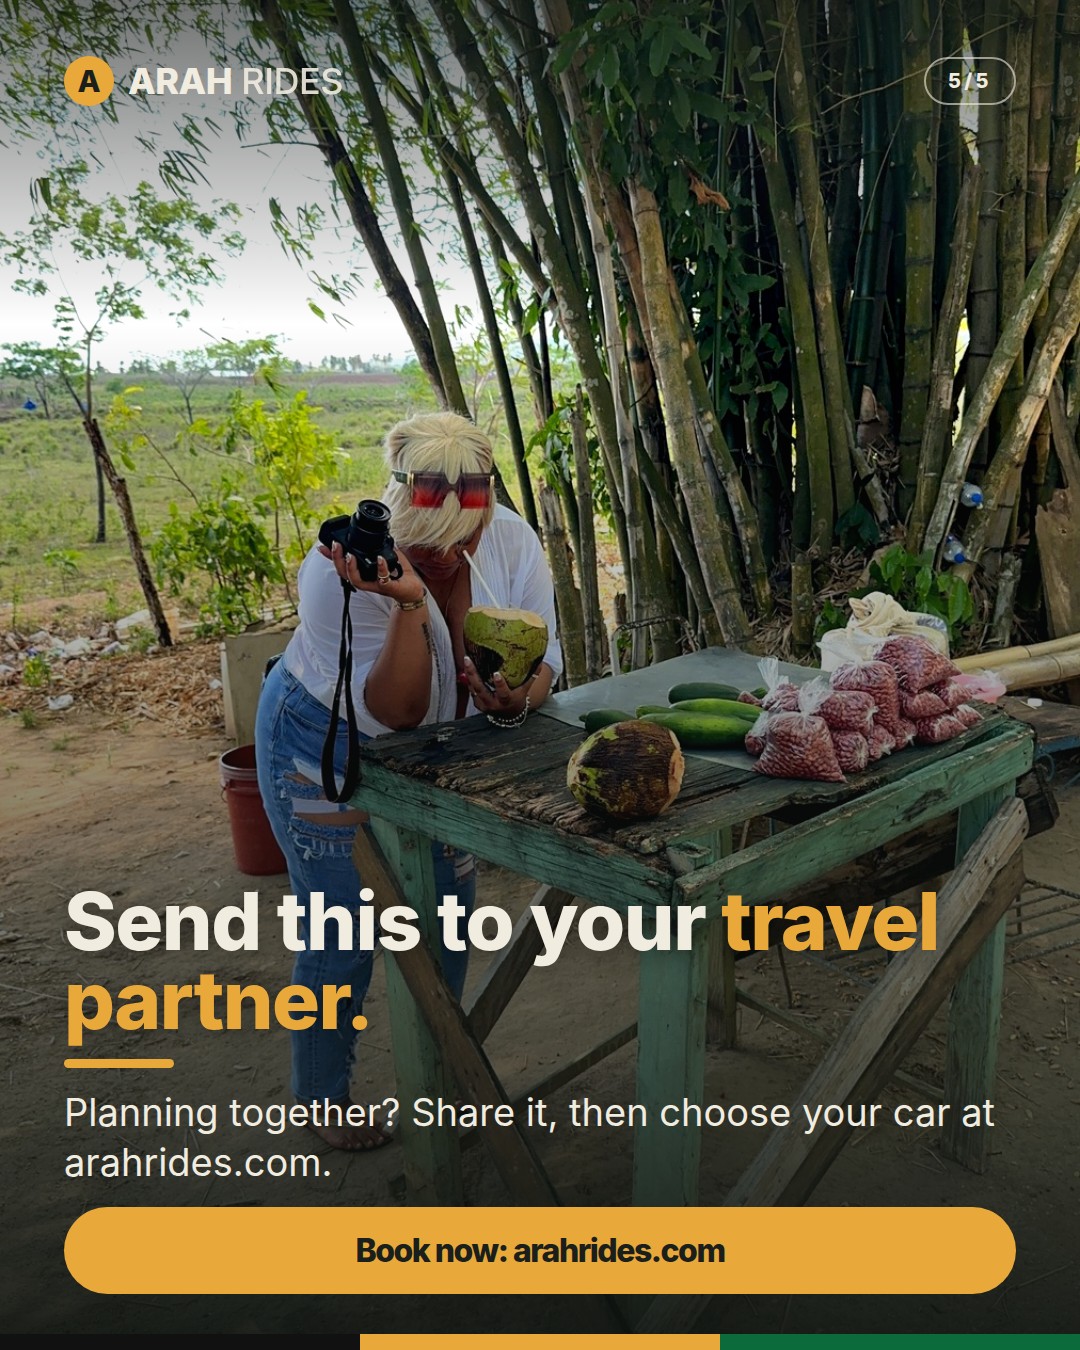 A ARAH RIDES
5/5
Send this to your travel
partner.
Planning together? Share it, then choose your car at
arahrides.com.
Book now: arahrides.com